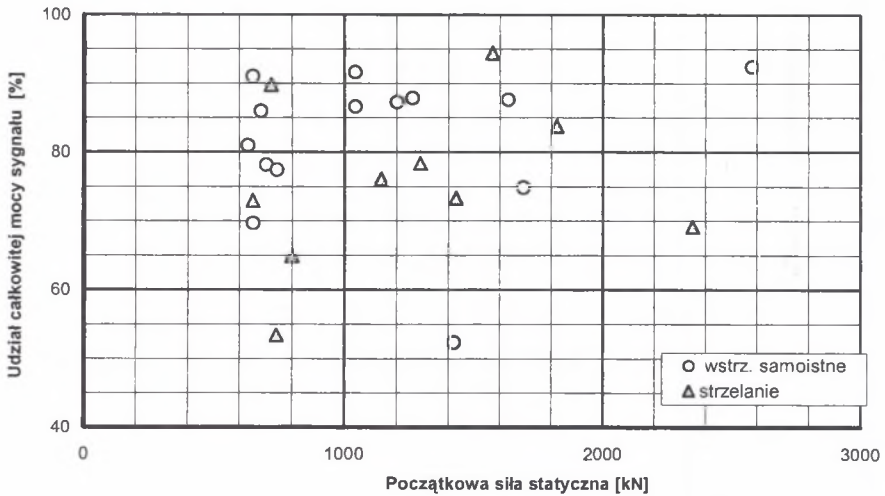 100
80
60
40
Udział całkowitej mocy sygnału [%]
wstrz. samoistne
strzelanie
0
1000
2000
3000
Początkowa siła statyczna [kN]